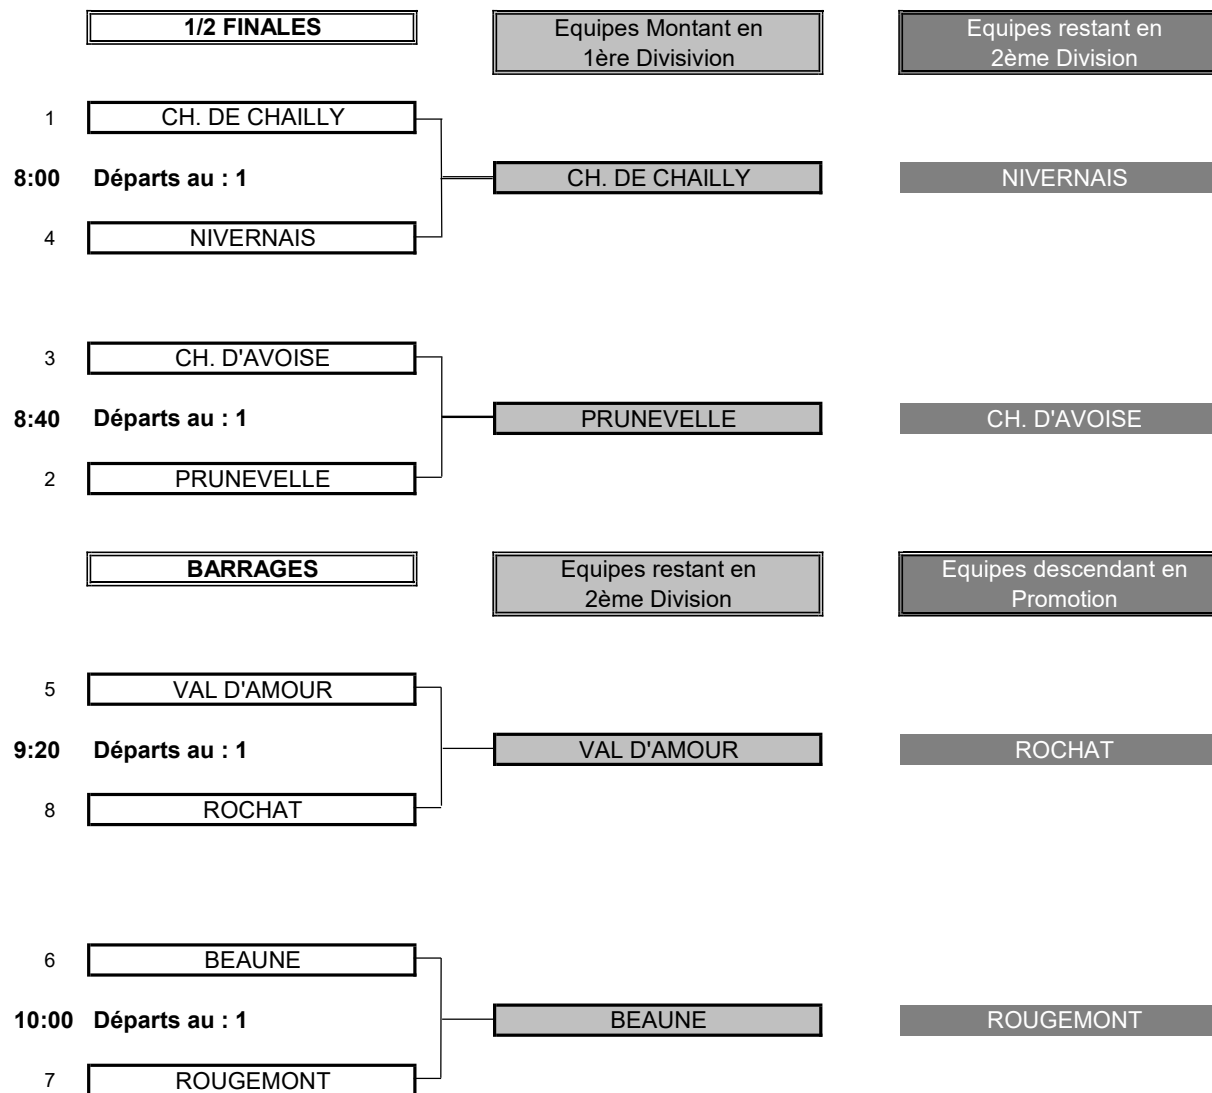 1/2 FINALES
Equipes Montant en
1ère Divisivion
Equipes restant en
2ème Division
1 CH. DE CHAILLY
8:00 Départs au : 1 CH. DE CHAILLY NIVERNAIS
4 NIVERNAIS
3 CH. D'AVOISE
8:40 Départs au : 1 PRUNEVELLE CH. D'AVOISE
2 PRUNEVELLE
BARRAGES
Equipes restant en
2ème Division
Equipes descendant en
Promotion
5 VAL D'AMOUR
9:20 Départs au : 1 VAL D'AMOUR ROCHAT
8 ROCHAT
6 BEAUNE
10:00 Départs au : 1 BEAUNE ROUGEMONT
7 ROUGEMONT